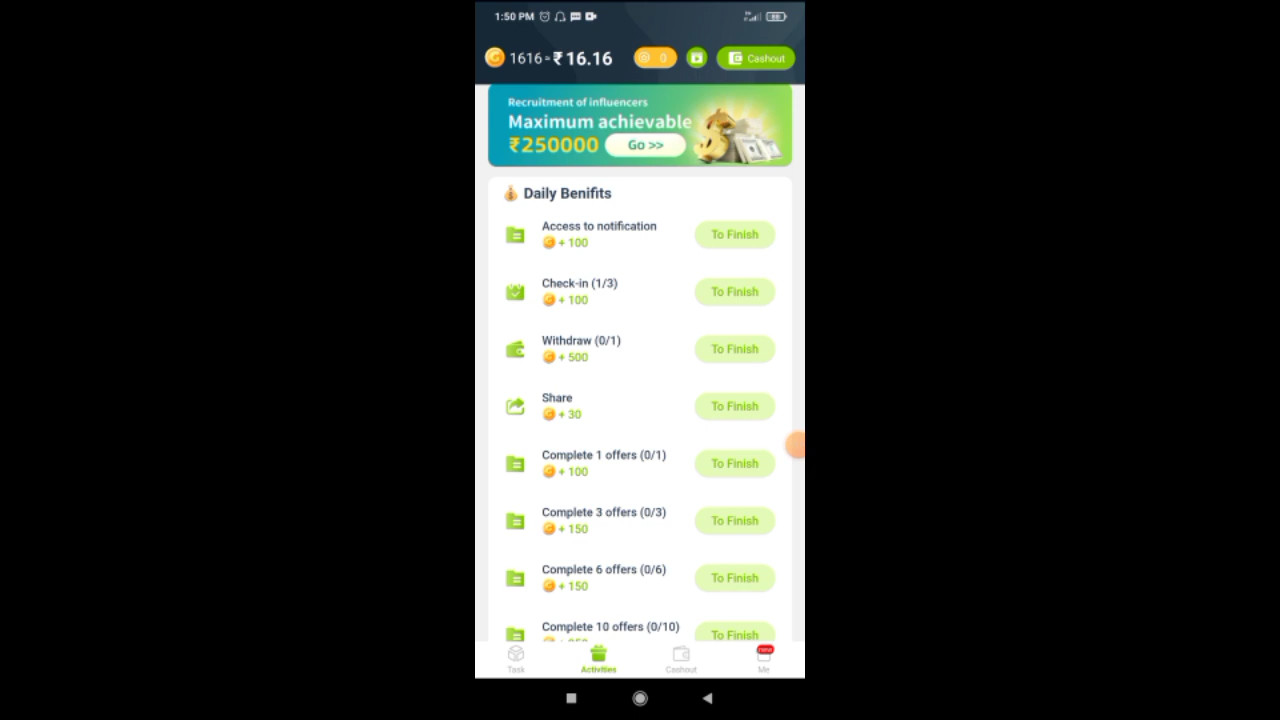 1:50 PM
1616≈₹16.16
0
Cashout
Recruitment of influencers
Maximum achievable
₹250000 Go >>
Daily Benifits
Access to notification
+ 100
To Finish
Check-in (1/3)
+ 100
To Finish
Withdraw (0/1)
+ 500
To Finish
Share
+ 30
To Finish
Complete 1 offers (0/1)
+ 100
To Finish
Complete 3 offers (0/3)
+ 150
To Finish
Complete 6 offers (0/6)
+ 150
To Finish
Complete 10 offers (0/10)
To Finish
Task
Activities
Cashout
new
Me